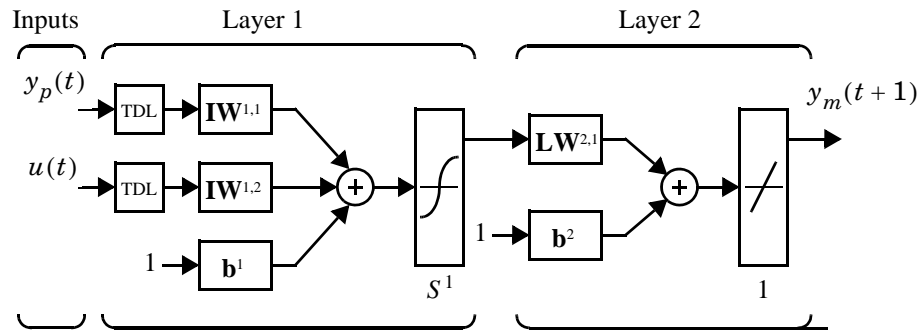 Inputs Layer 1 Layer 2
y_p(t) y_m(t + 1)
TDL IW^{1,1}
LW^{2,1}
u(t) TDL IW^{1,2}
1 b^1 1 b^2
S^1 1